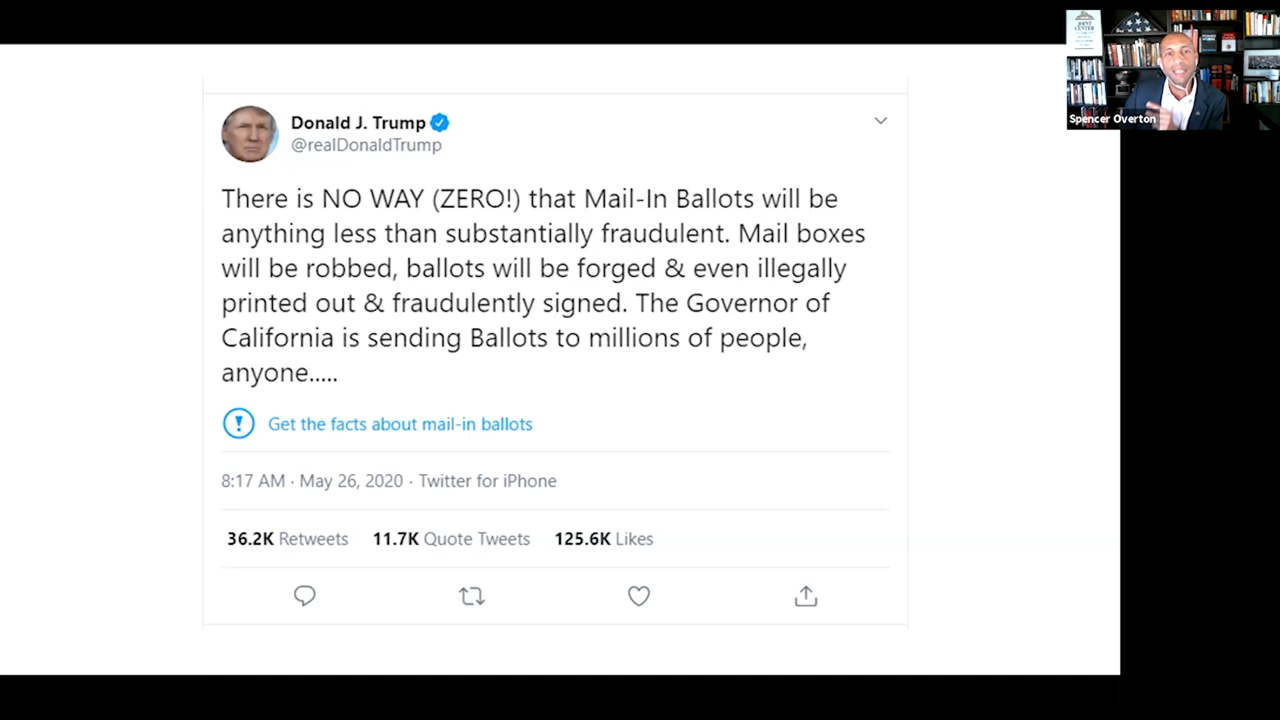 Donald J. Trump
@realDonaldTrump
There is NO WAY (ZERO!) that Mail-In Ballots will be
anything less than substantially fraudulent. Mail boxes
will be robbed, ballots will be forged & even illegally
printed out & fraudulently signed. The Governor of
California is sending Ballots to millions of people,
anyone.....
Get the facts about mail-in ballots
8:17 AM · May 26, 2020 · Twitter for iPhone
36.2K Retweets 11.7K Quote Tweets 125.6K Likes
JOINT
CENTER
Spencer Overton